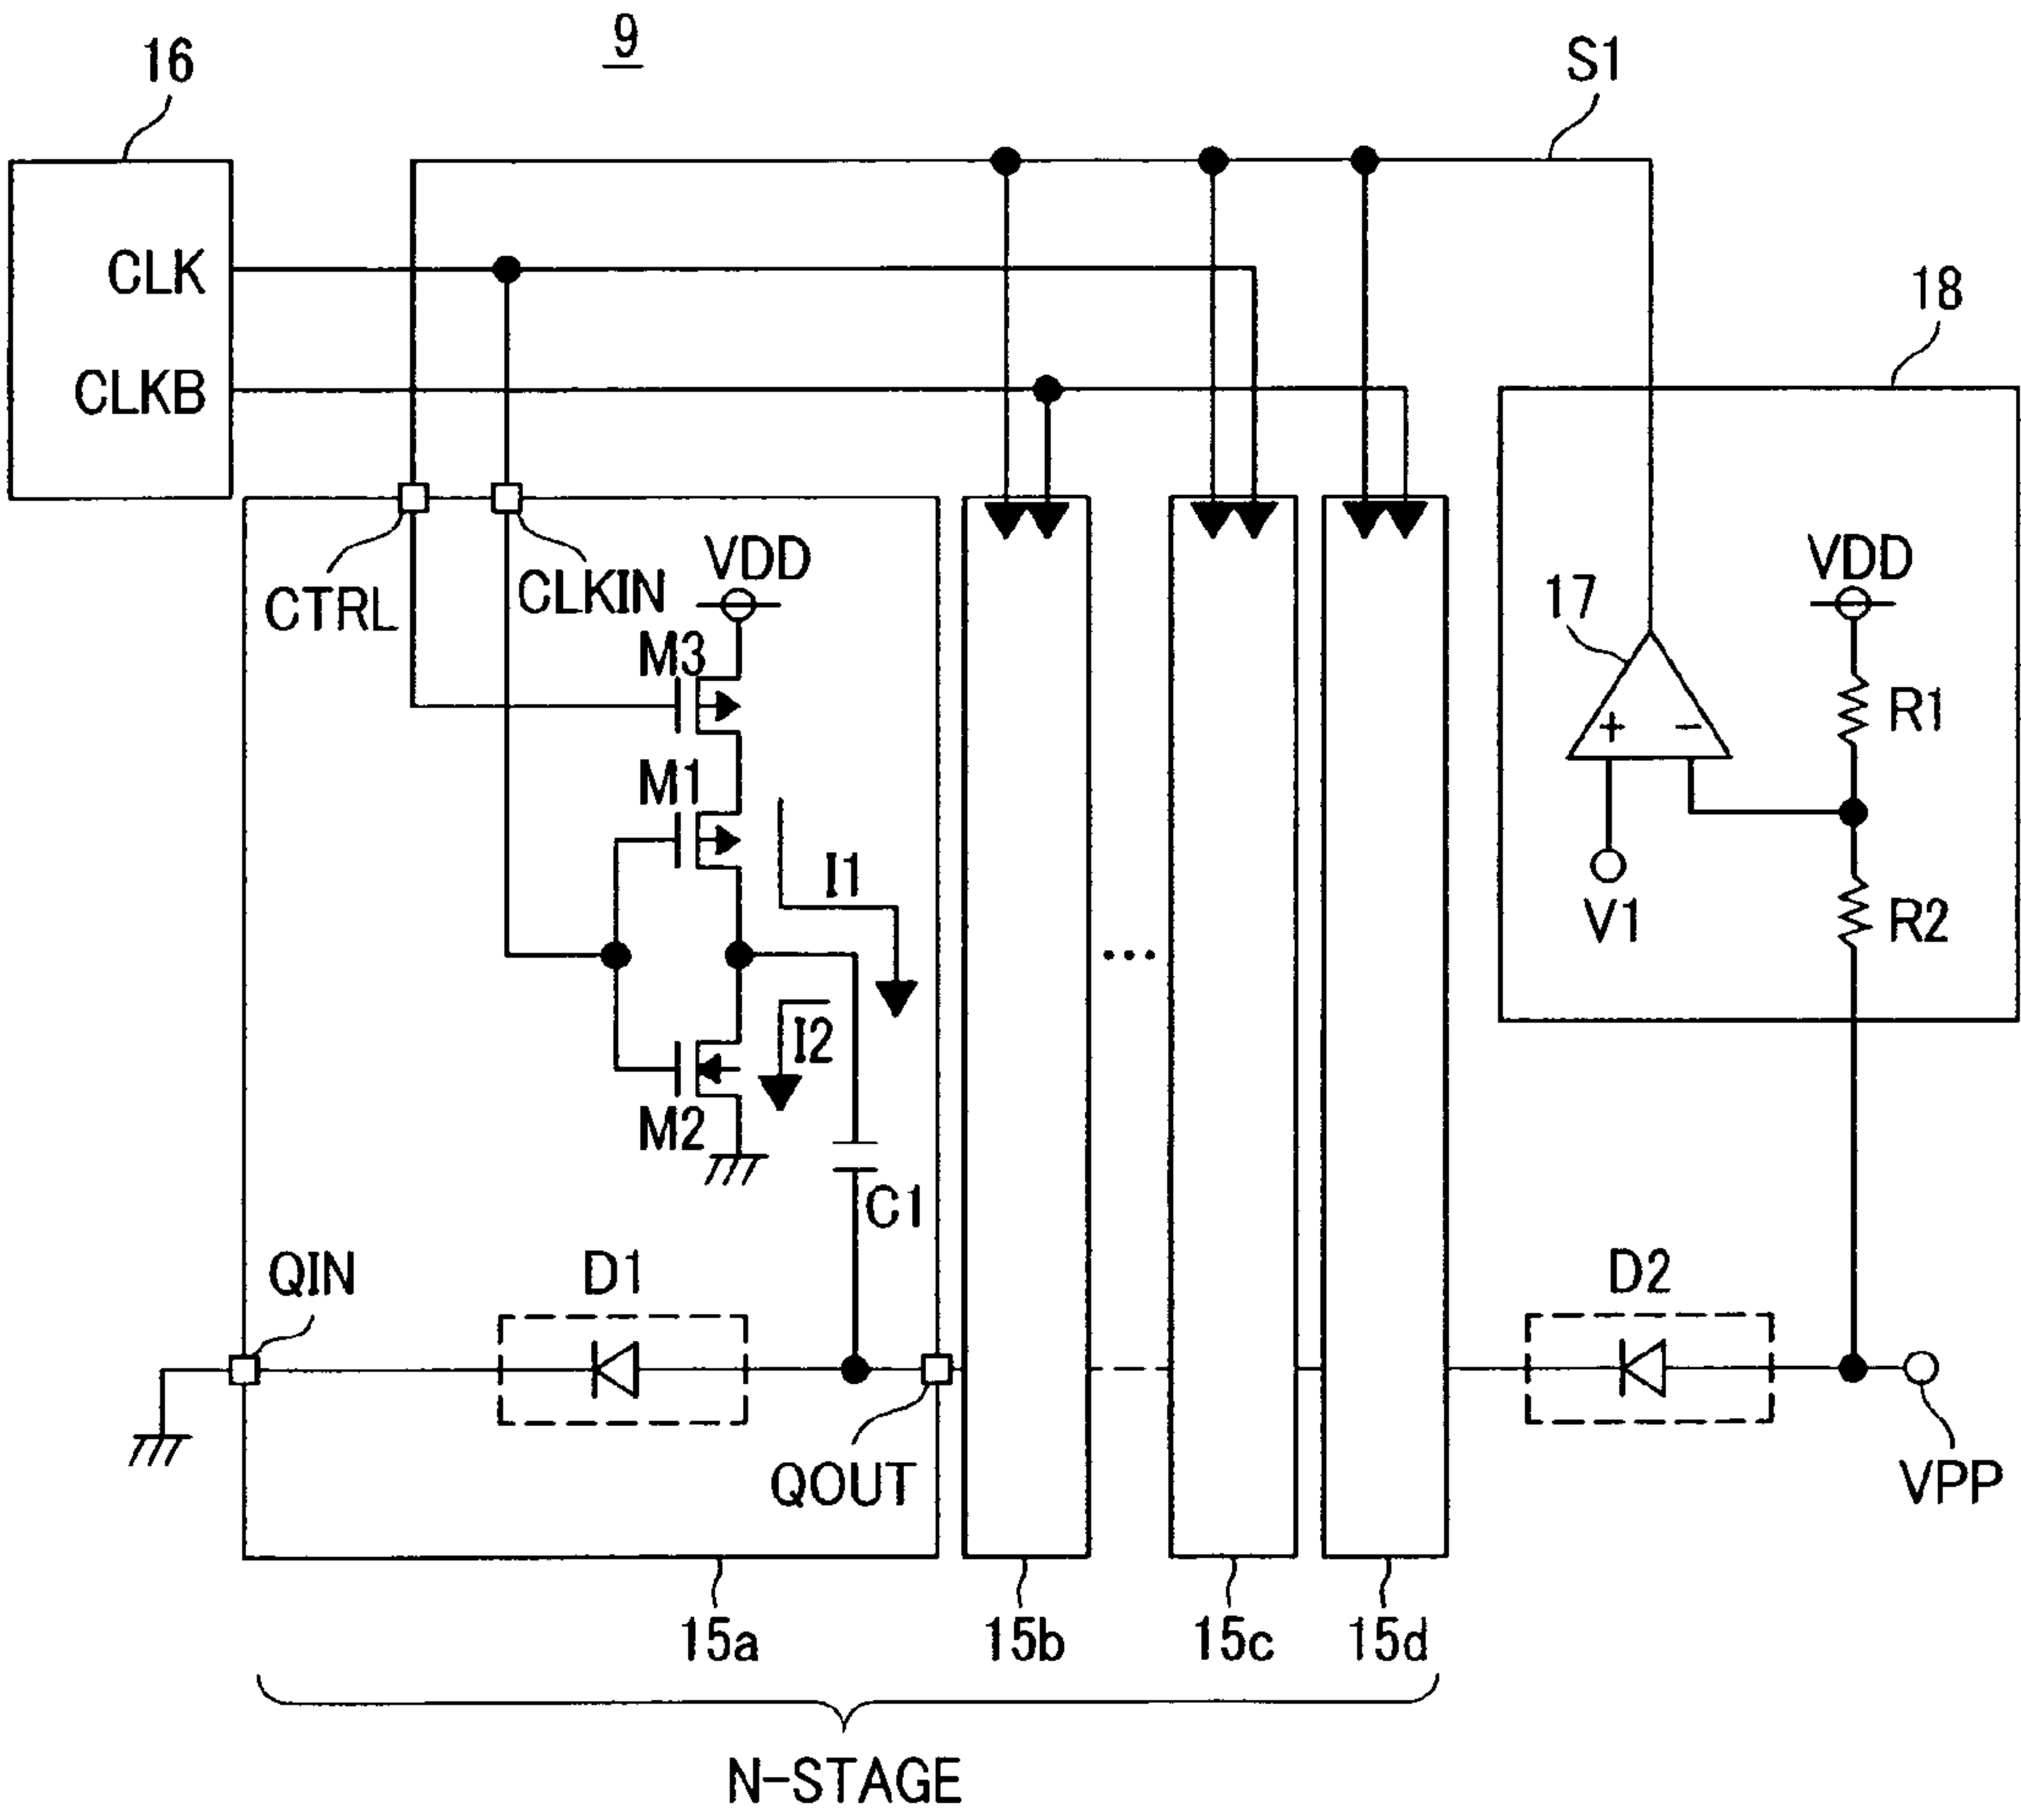 9
16
S1
CLK
18
CLKB
VDD
VDD
CTRL
CLKIN
17
M3
R1
M1
+
−
I1
V1
R2
I2
M2
C1
QIN
D1
D2
QOUT
VPP
...
15a
15b
15c
15d
N-STAGE